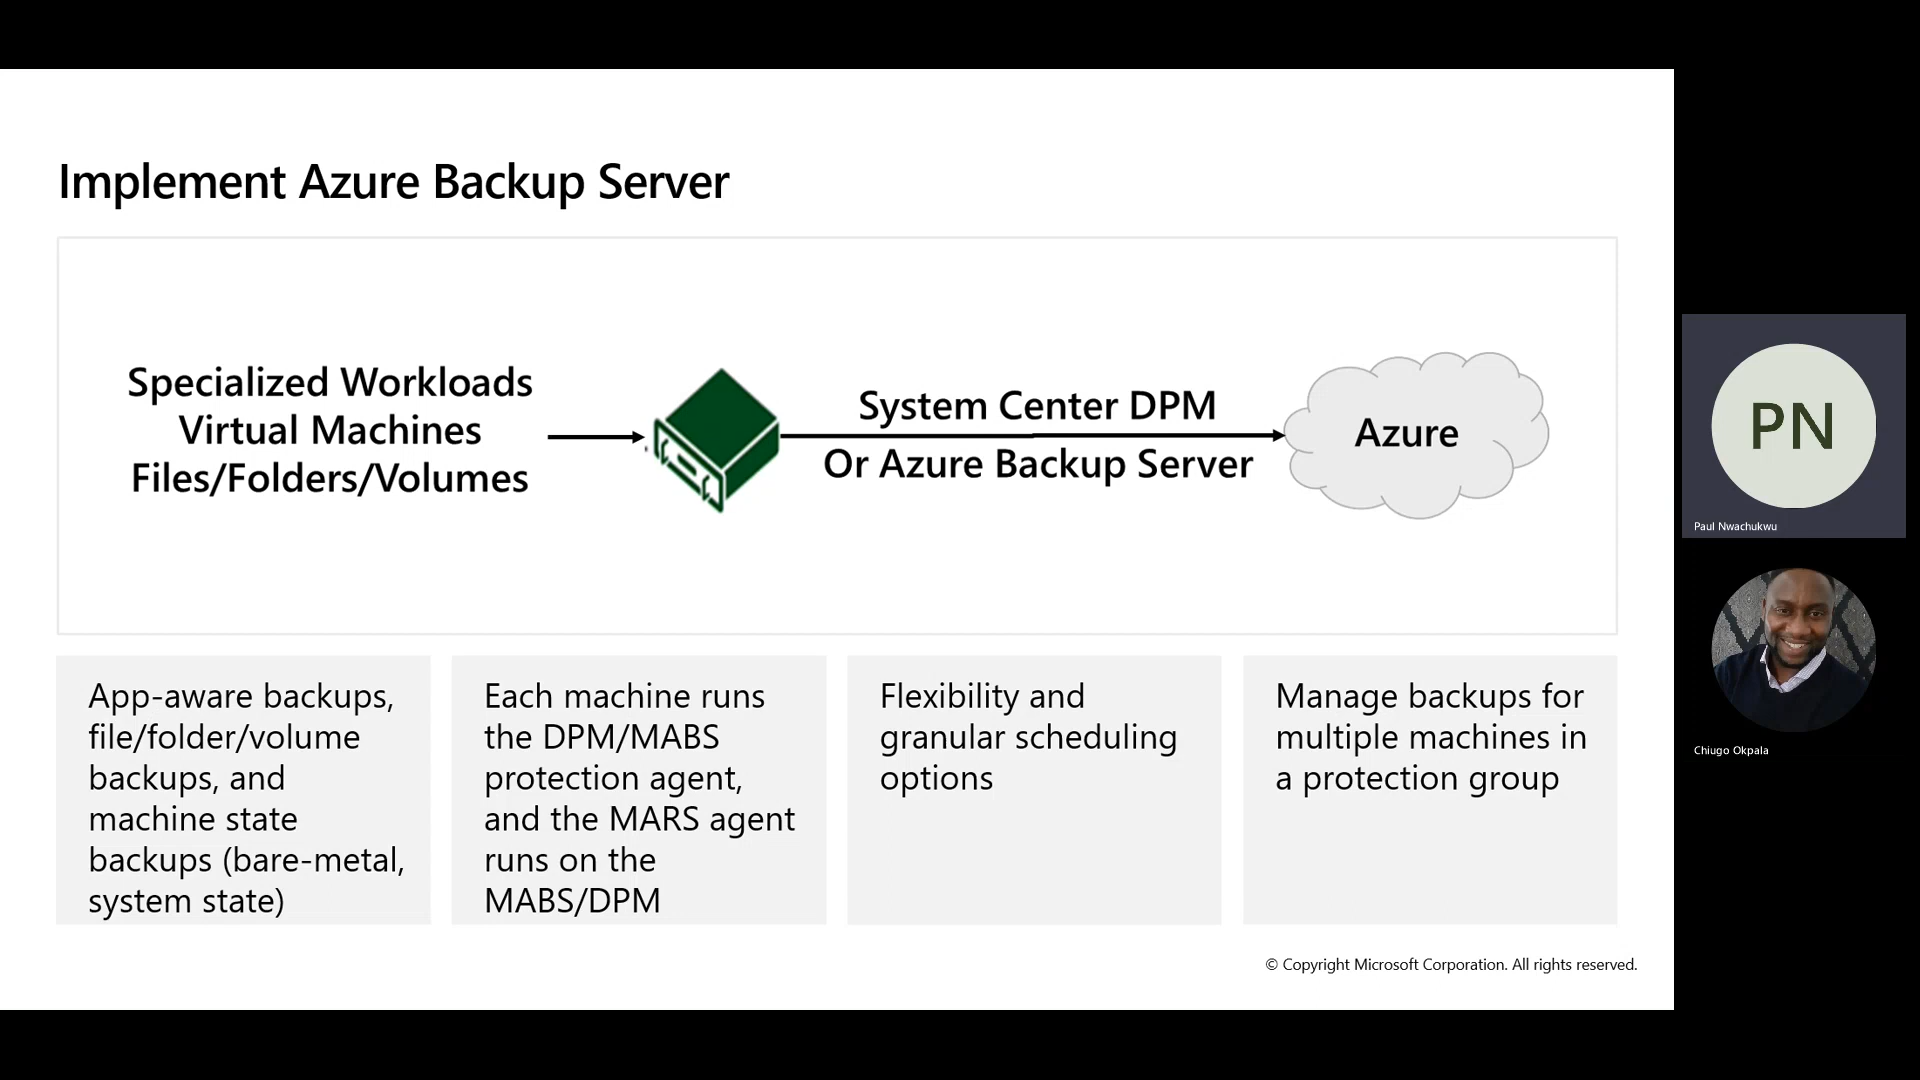 Implement Azure Backup Server
Specialized Workloads
Virtual Machines
Files/Folders/Volumes
System Center DPM
Or Azure Backup Server
Azure
App-aware backups,
file/folder/volume
backups, and
machine state
backups (bare-metal,
system state)
Each machine runs
the DPM/MABS
protection agent,
and the MARS agent
runs on the
MABS/DPM
Flexibility and
granular scheduling
options
Manage backups for
multiple machines in
a protection group
© Copyright Microsoft Corporation. All rights reserved.
PN
Paul Nwachukwu
Chiugo Okpala